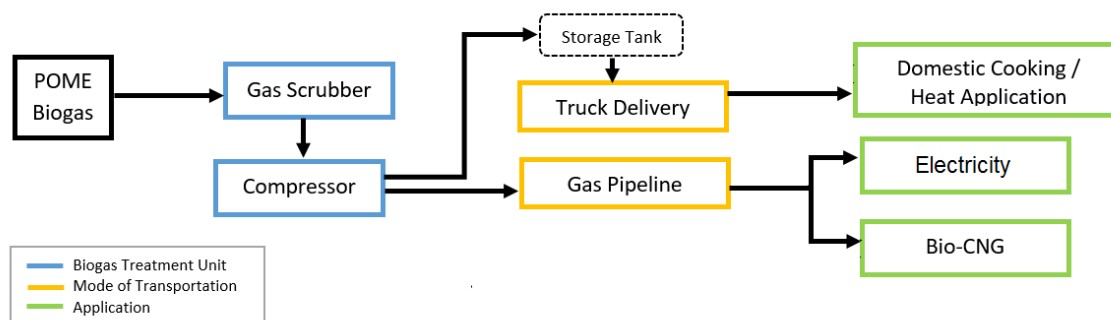 POME
Biogas
Gas Scrubber
Compressor
Storage Tank
Truck Delivery
Gas Pipeline
Domestic Cooking /
Heat Application
Electricity
Bio-CNG
Biogas Treatment Unit
Mode of Transportation
Application